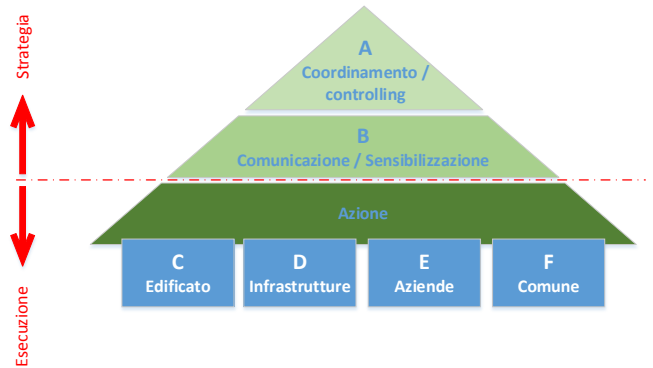 Strategia
A
Coordinamento /
controlling
B
Comunicazione / Sensibilizzazione
Azione
C
Edificato
D
Infrastrutture
E
Aziende
F
Comune
Esecuzione